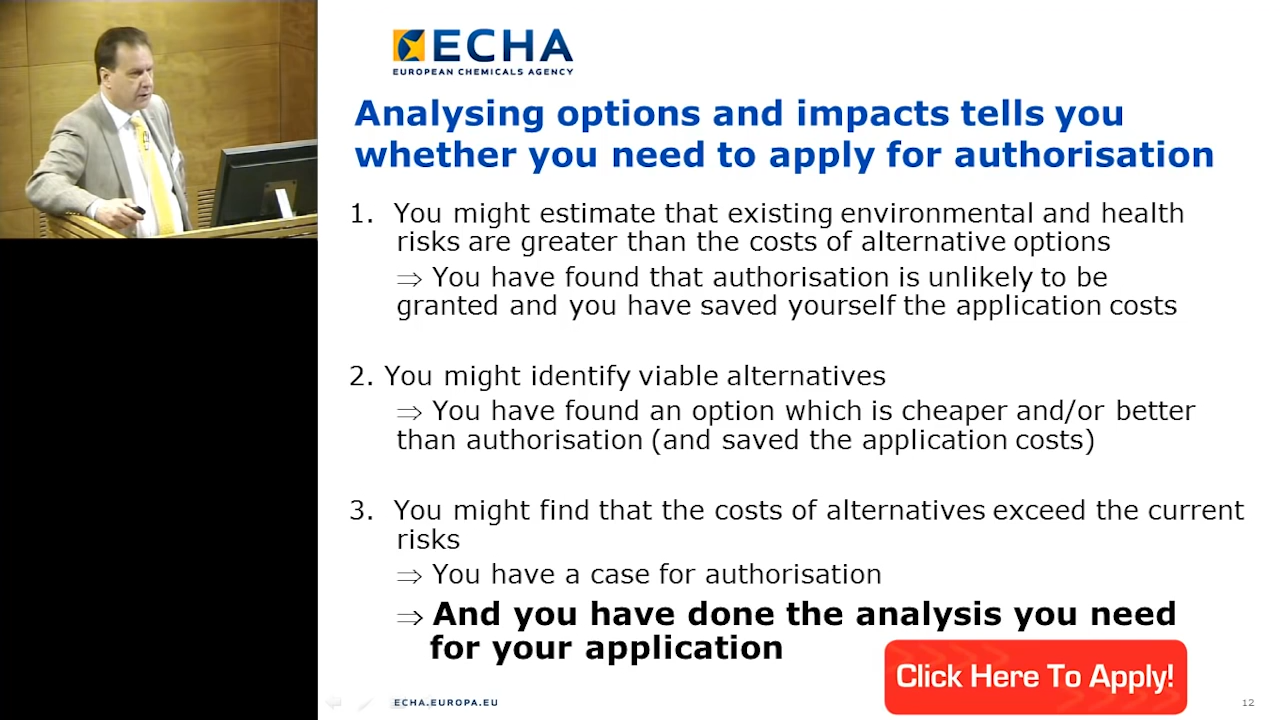 ECHA
EUROPEAN CHEMICALS AGENCY
Analysing options and impacts tells you
whether you need to apply for authorisation
1. You might estimate that existing environmental and health
risks are greater than the costs of alternative options
⇒ You have found that authorisation is unlikely to be
granted and you have saved yourself the application costs
2. You might identify viable alternatives
⇒ You have found an option which is cheaper and/or better
than authorisation (and saved the application costs)
3. You might find that the costs of alternatives exceed the current
risks
⇒ You have a case for authorisation
⇒ And you have done the analysis you need
for your application
Click Here To Apply!
ECHA.EUROPA.EU
12